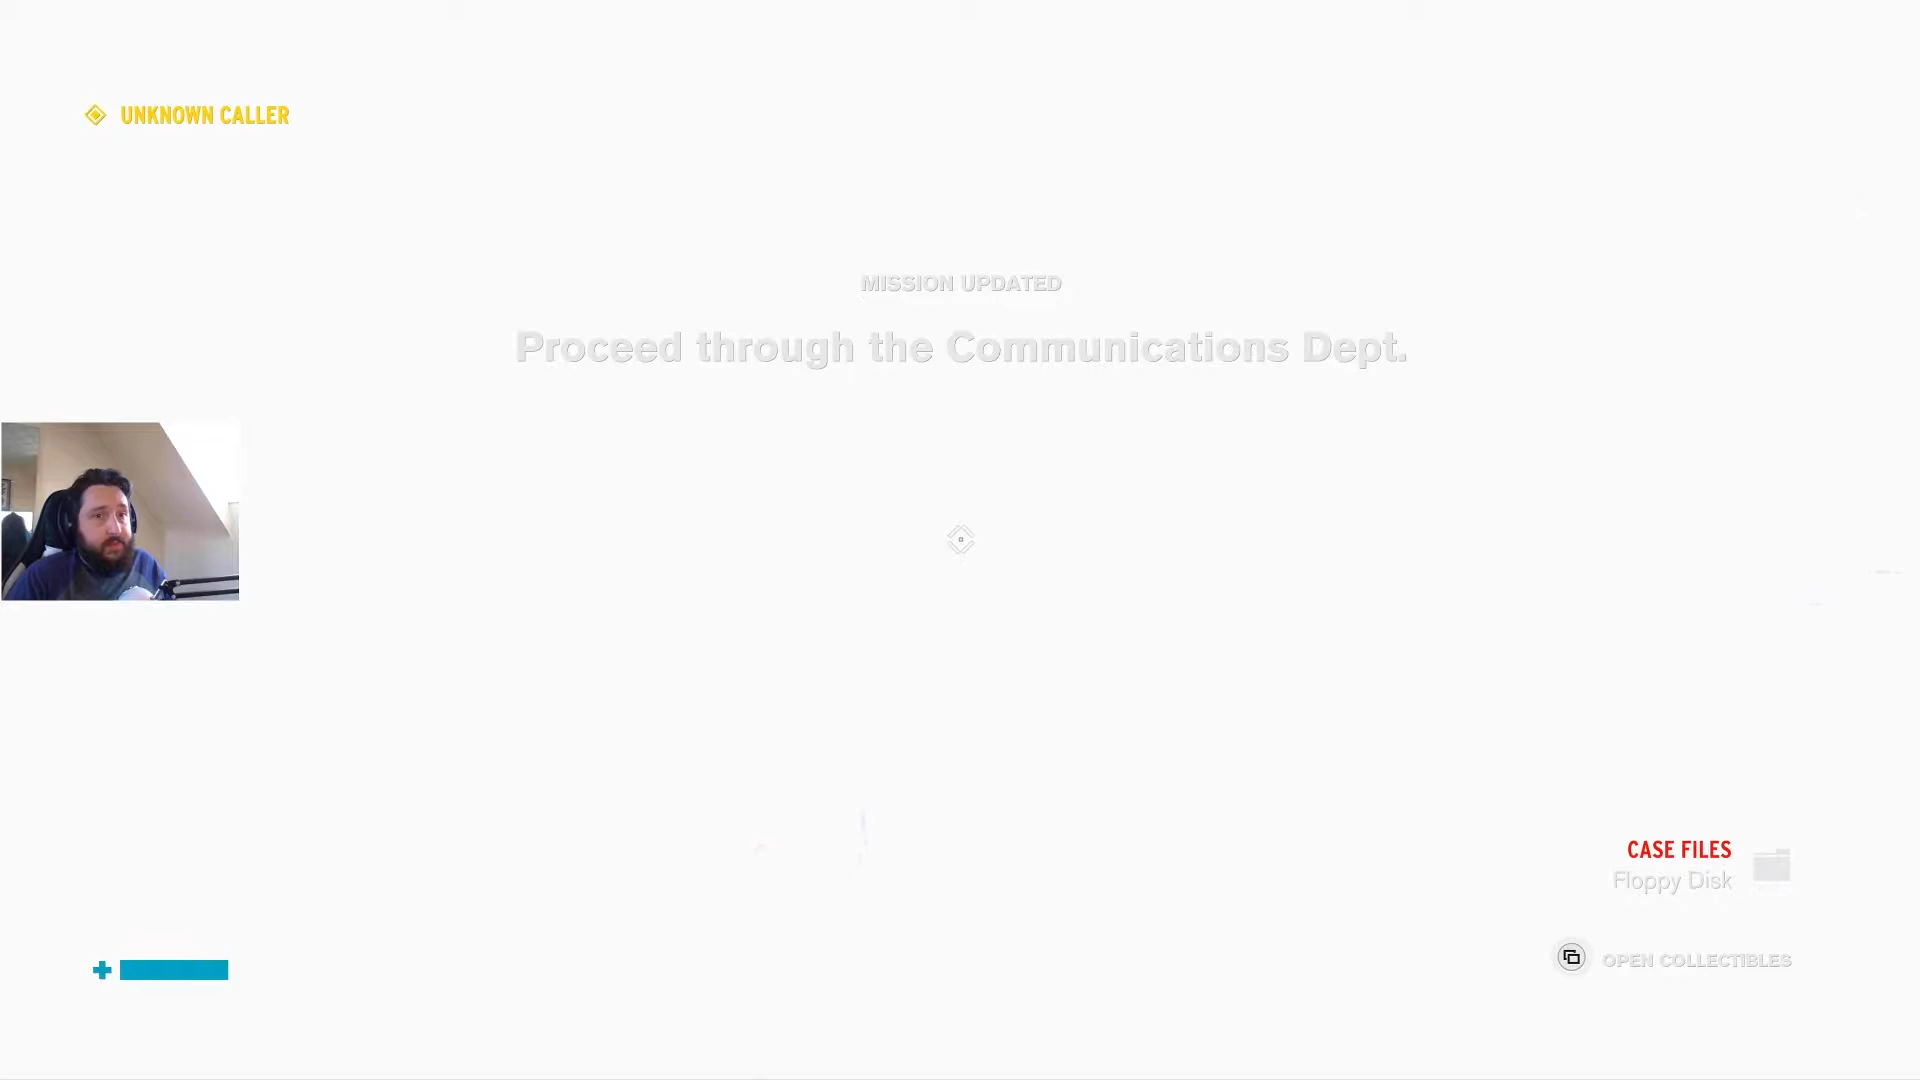 UNKNOWN CALLER
MISSION UPDATED
Proceed through the Communications Dept.
CASE FILES
Floppy Disk
OPEN COLLECTIBLES